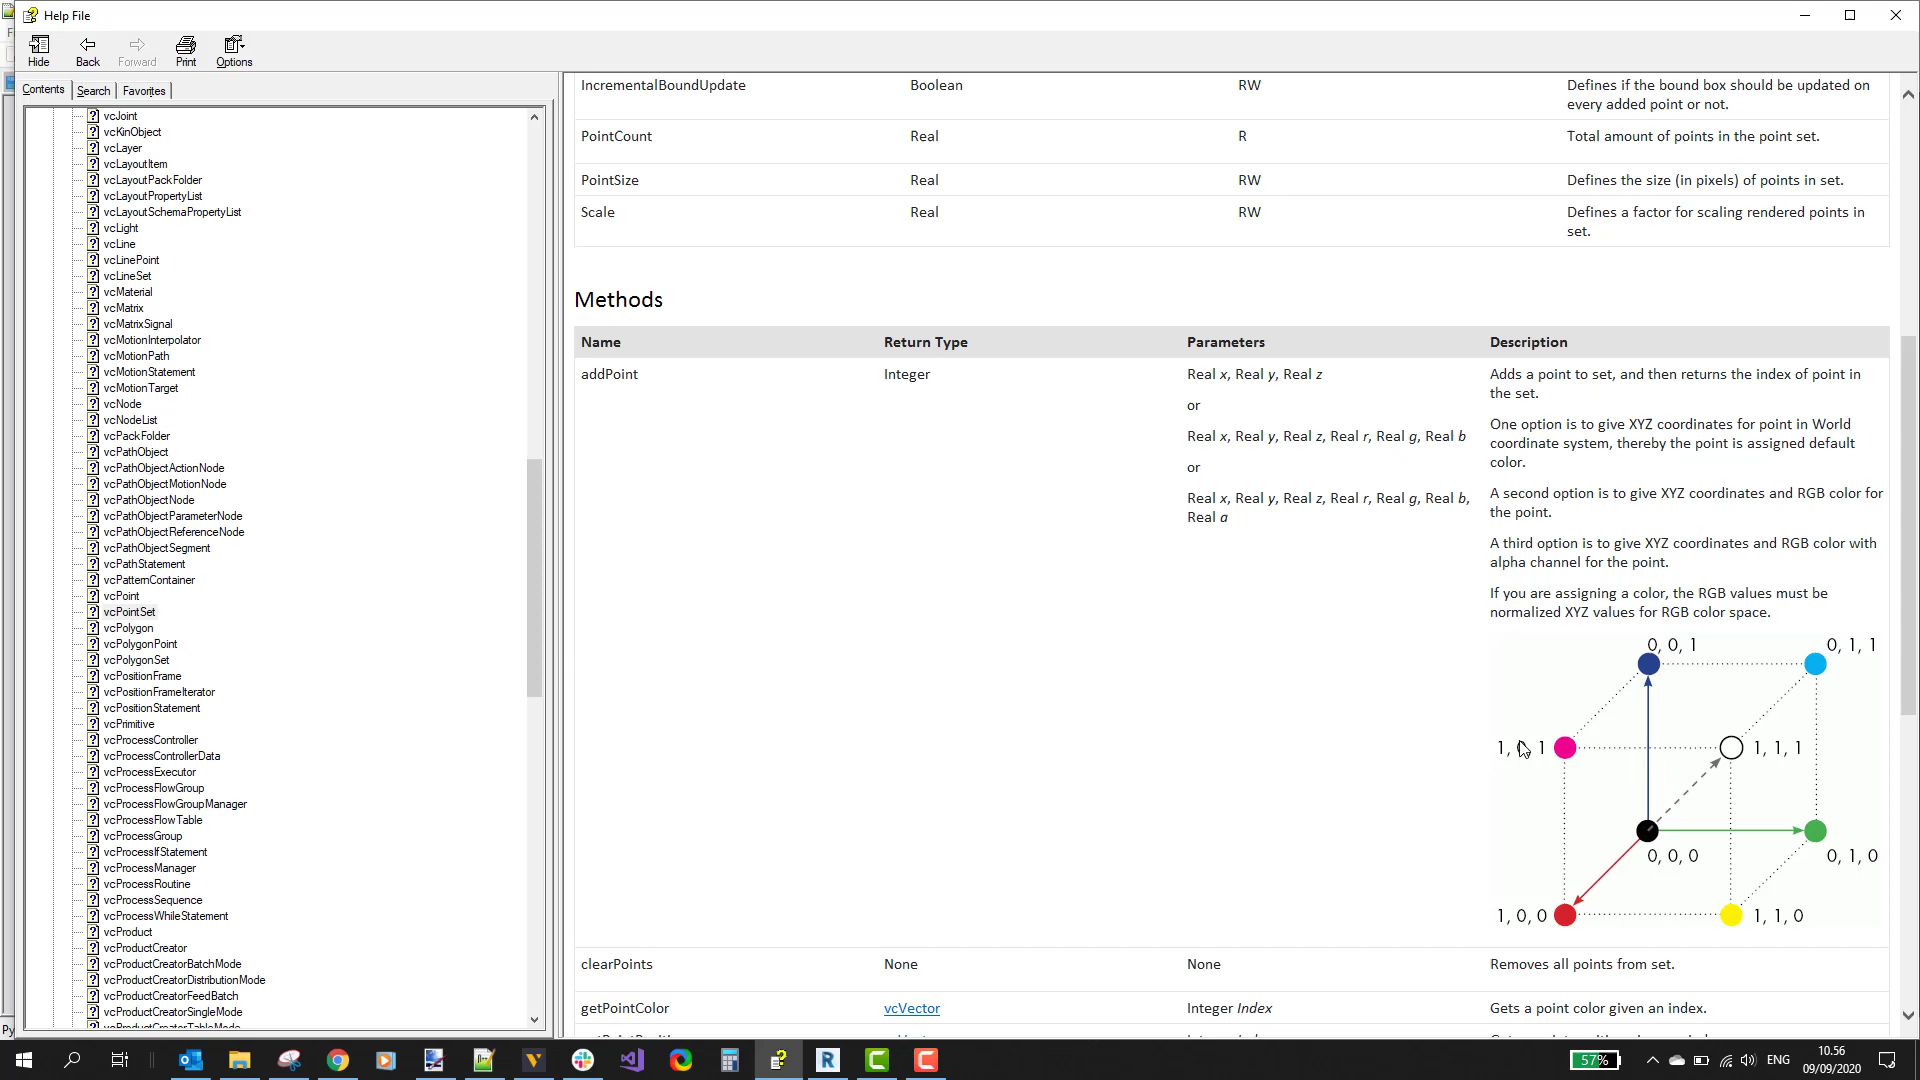 Help File
Hide
Back
Forward
Print
Options
Contents
Search
Favorites
vcJoint
vcKinObject
vcLayer
vcLayoutItem
vcLayoutPackFolder
vcLayoutPropertyList
vcLayoutSchemaPropertyList
vcLight
vcLine
vcLinePoint
vcLineSet
vcMaterial
vcMatrix
vcMatrixSignal
vcMotionInterpolator
vcMotionPath
vcMotionStatement
vcMotionTarget
vcNode
vcNodeList
vcPackFolder
vcPathObject
vcPathObjectActionNode
vcPathObjectMotionNode
vcPathObjectNode
vcPathObjectParameterNode
vcPathObjectReferenceNode
vcPathObjectSegment
vcPathStatement
vcPatternContainer
vcPoint
vcPointSet
vcPolygon
vcPolygonPoint
vcPolygonSet
vcPositionFrame
vcPositionFrameIterator
vcPositionStatement
vcPrimitive
vcProcessController
vcProcessControllerData
vcProcessExecutor
vcProcessFlowGroup
vcProcessFlowGroupManager
vcProcessFlowTable
vcProcessGroup
vcProcessIfStatement
vcProcessManager
vcProcessRoutine
vcProcessSequence
vcProcessWhileStatement
vcProduct
vcProductCreator
vcProductCreatorBatchMode
vcProductCreatorDistributionMode
vcProductCreatorFeedBatch
vcProductCreatorSingleMode
vcProductCreatorTableMode
IncrementalBoundUpdate Boolean RW Defines if the bound box should be updated on
every added point or not.
PointCount Real R Total amount of points in the point set.
PointSize Real RW Defines the size (in pixels) of points in set.
Scale Real RW Defines a factor for scaling rendered points in
set.
Methods
Name Return Type Parameters Description
addPoint Integer
Real x, Real y, Real z
or
Real x, Real y, Real z, Real r, Real g, Real b
or
Real x, Real y, Real z, Real r, Real g, Real b,
Real a
Adds a point to set, and then returns the index of point in
the set.
One option is to give XYZ coordinates for point in World
coordinate system, thereby the point is assigned default
color.
A second option is to give XYZ coordinates and RGB color for
the point.
A third option is to give XYZ coordinates and RGB color with
alpha channel for the point.
If you are assigning a color, the RGB values must be
normalized XYZ values for RGB color space.
0, 0, 1 0, 1, 1
1, 1 1, 1, 1
0, 0, 0 0, 1, 0
1, 0, 0 1, 1, 0
clearPoints None None Removes all points from set.
getPointColor vcVector Integer Index Gets a point color given an index.
Py
57%
ENG
10.56
09/09/2020